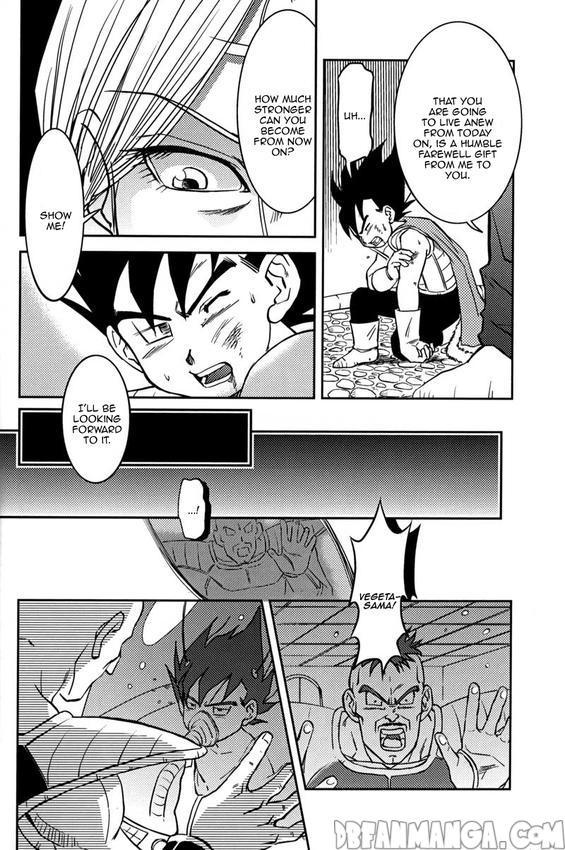 THAT YOU
ARE GOING
TO LIVE ANEW
FROM TODAY
ON, IS A HUMBLE
FAREWELL GIFT
FROM ME TO
YOU.
UH...
HOW MUCH
STRONGER
CAN YOU
BECOME
FROM NOW
ON?
SHOW
ME!
I'LL BE
LOOKING
FORWARD
TO IT.
...!
VEGETA-
SAMA!
DBFANMANGA.COM